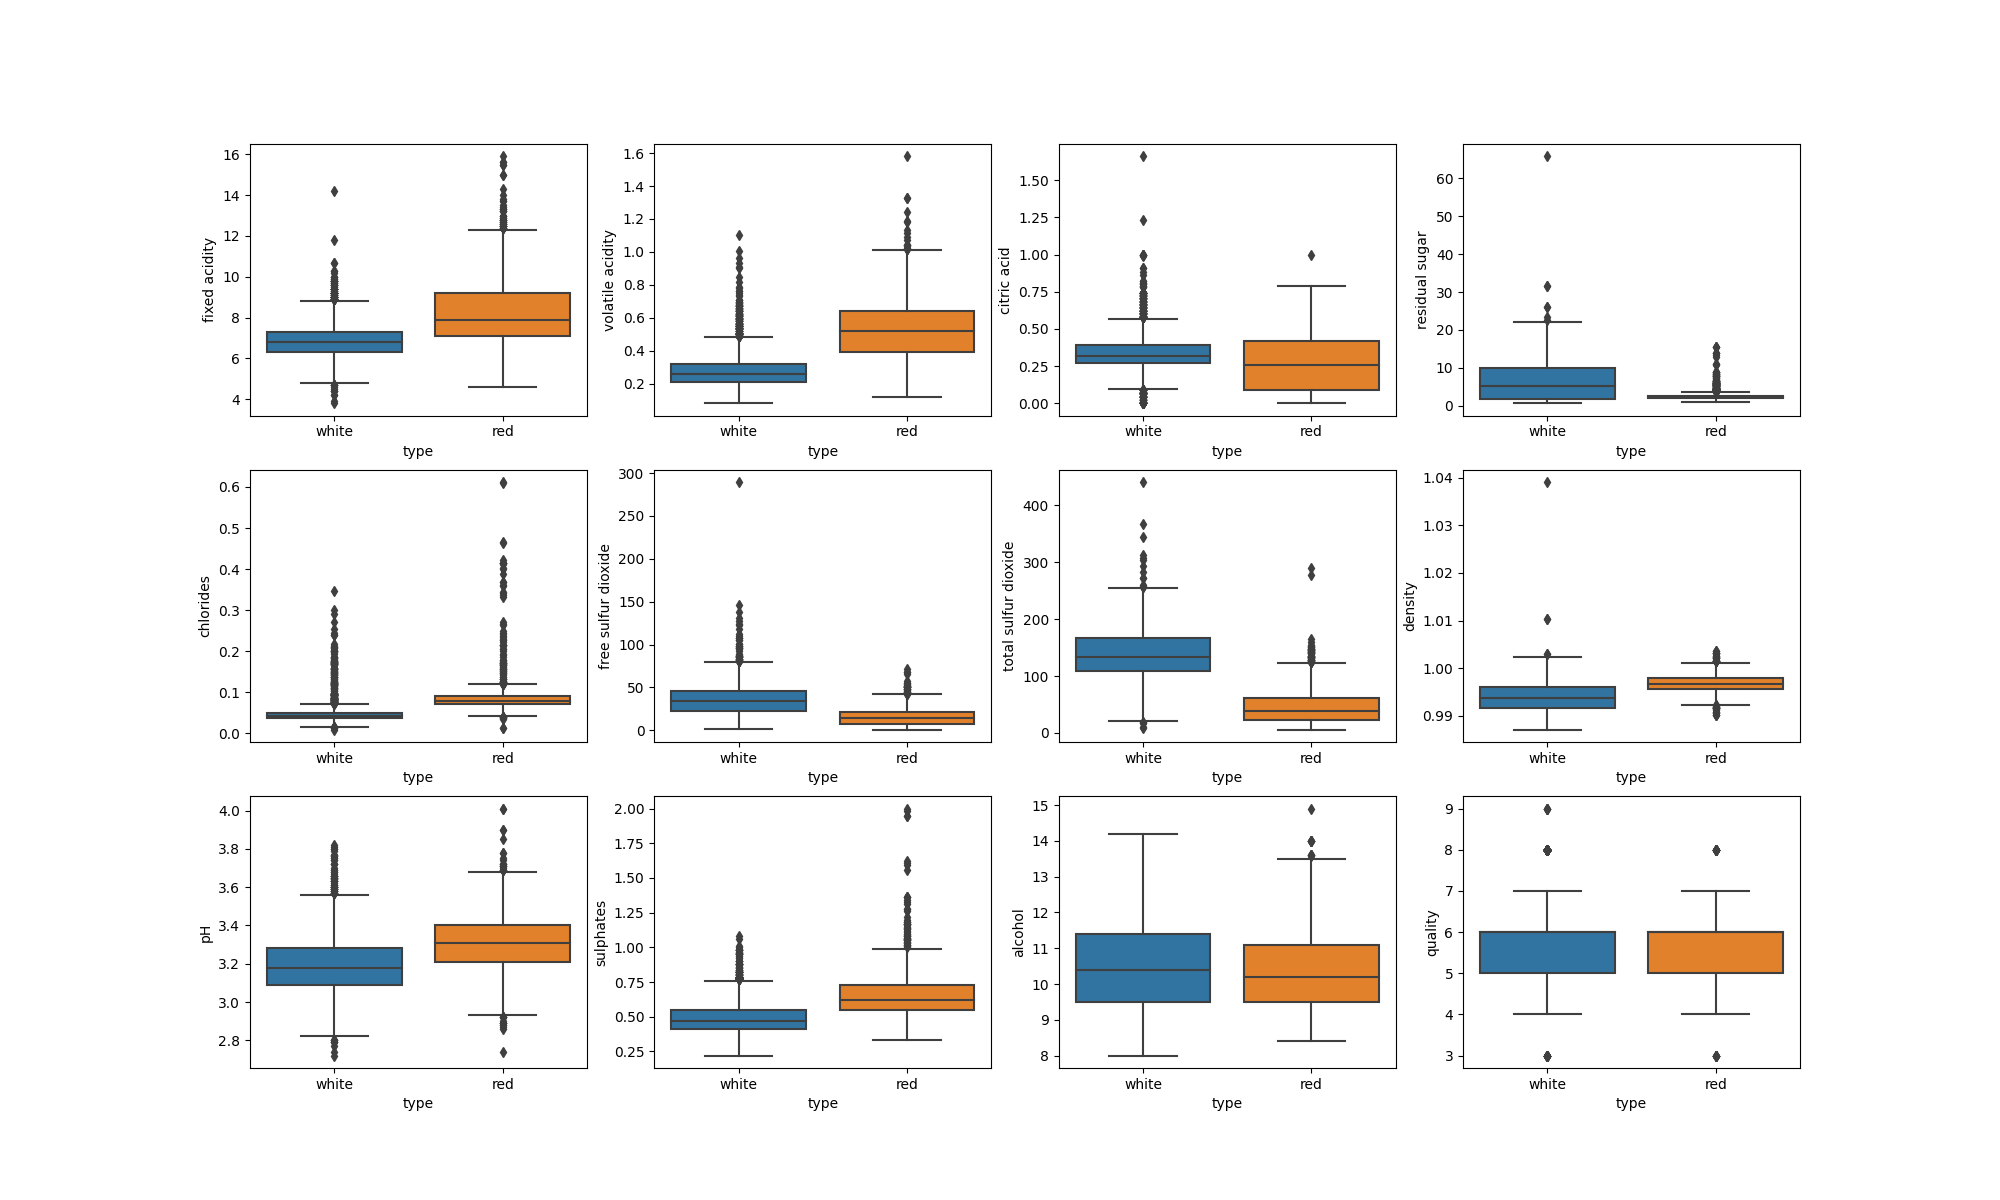 fixed acidity
16
14
12
10
8
6
4
white red
type
volatile acidity
1.6
1.4
1.2
1.0
0.8
0.6
0.4
0.2
white red
type
citric acid
1.50
1.25
1.00
0.75
0.50
0.25
0.00
white red
type
residual sugar
60
50
40
30
20
10
0
white red
type
chlorides
0.6
0.5
0.4
0.3
0.2
0.1
0.0
white red
type
free sulfur dioxide
300
250
200
150
100
50
0
white red
type
total sulfur dioxide
400
300
200
100
0
white red
type
density
1.04
1.03
1.02
1.01
1.00
0.99
white red
type
pH
4.0
3.8
3.6
3.4
3.2
3.0
2.8
white red
type
sulphates
2.00
1.75
1.50
1.25
1.00
0.75
0.50
0.25
white red
type
alcohol
15
14
13
12
11
10
9
8
white red
type
quality
9
8
7
6
5
4
3
white red
type